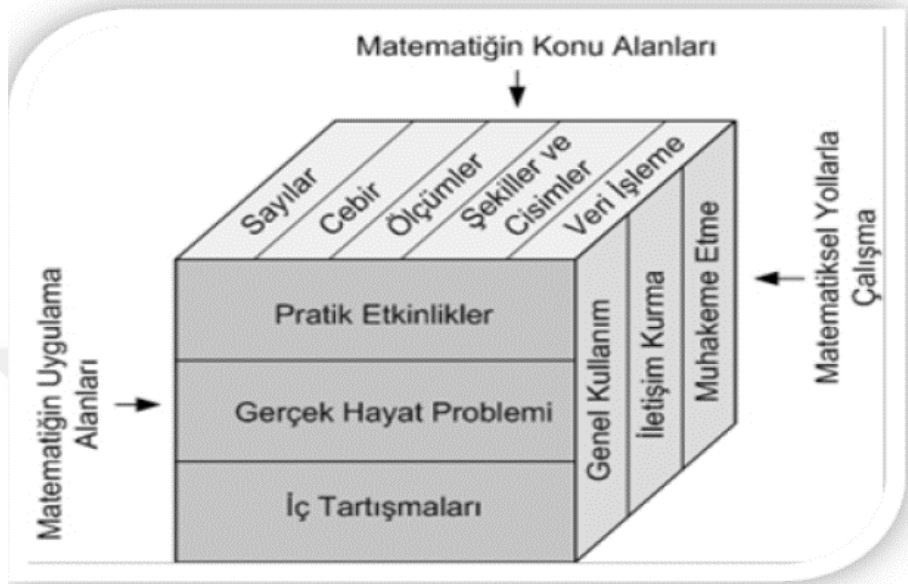 Matematiğin Konu Alanları
Sayılar
Cebir
Ölçümler
Şekiller ve
Cisimler
Veri İşleme
Matematiğin Uygulama
Alanları
Pratik Etkinlikler
Gerçek Hayat Problemi
İç Tartışmaları
Genel Kullanım
İletişim Kurma
Muhakeme Etme
Matematiksel Yollarla
Çalışma